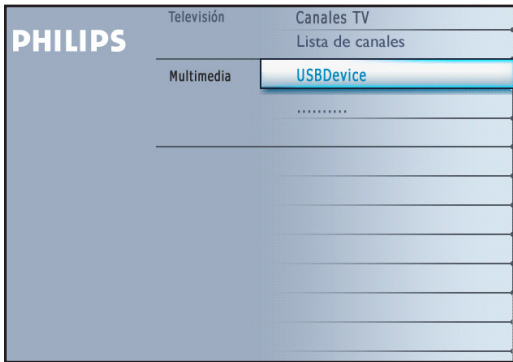 PHILIPS
Televisión
Canales TV
Lista de canales
Multimedia
USBDevice
..........